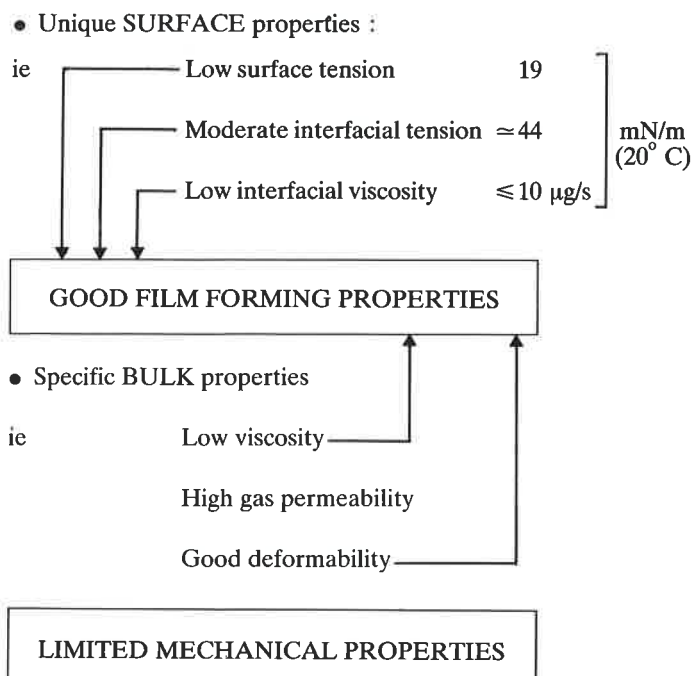 • Unique SURFACE properties :
ie Low surface tension 19
Moderate interfacial tension ≃ 44 mN/m
(20° C)
Low interfacial viscosity ⩽ 10 μg/s
GOOD FILM FORMING PROPERTIES
• Specific BULK properties
ie Low viscosity
High gas permeability
Good deformability
LIMITED MECHANICAL PROPERTIES